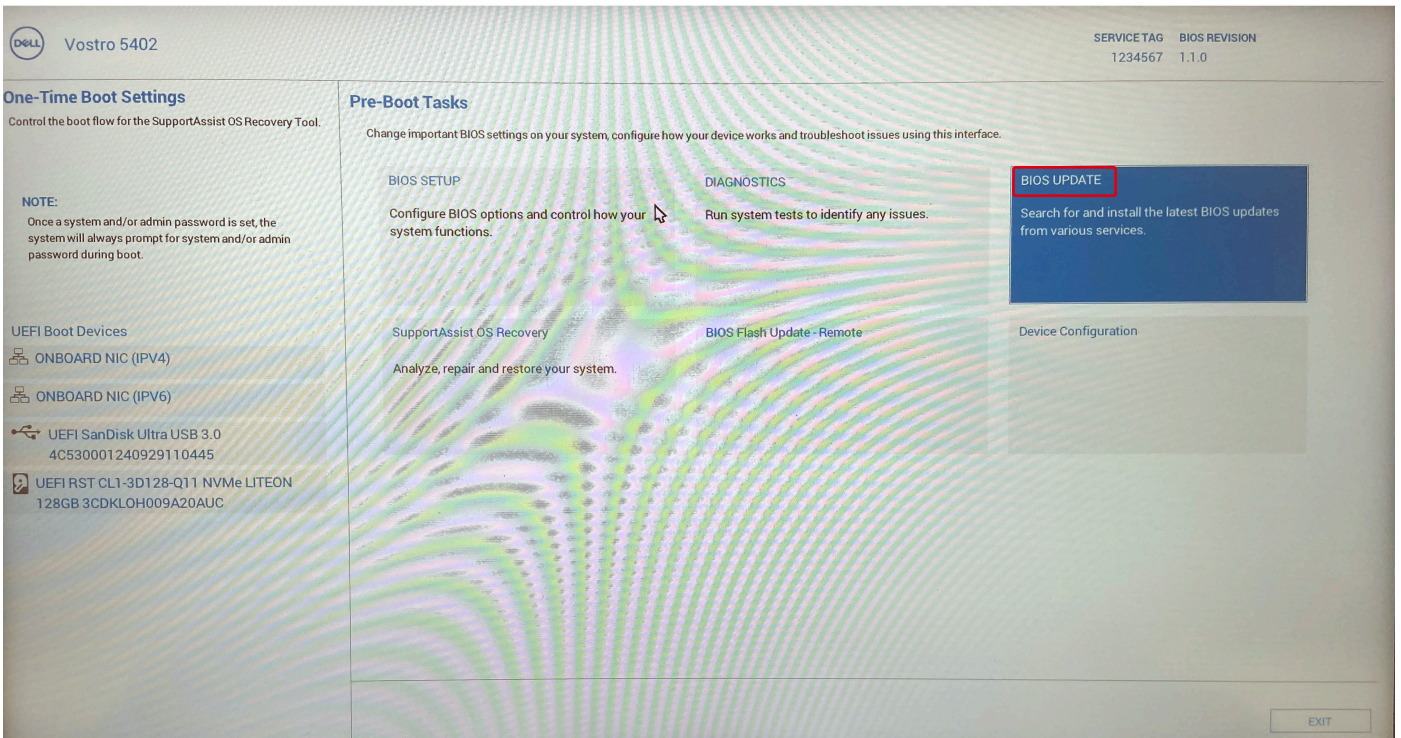 DELL
Vostro 5402
SERVICE TAG BIOS REVISION
1234567 1.1.0
One-Time Boot Settings
Control the boot flow for the SupportAssist OS Recovery Tool.
NOTE:
Once a system and/or admin password is set, the
system will always prompt for system and/or admin
password during boot.
UEFI Boot Devices
ONBOARD NIC (IPV4)
ONBOARD NIC (IPV6)
UEFI SanDisk Ultra USB 3.0
4C530001240929110445
UEFI RST CL1-3D128-Q11 NVMe LITEON
128GB 3CDKLOH009A20AUC
Pre-Boot Tasks
Change important BIOS settings on your system, configure how your device works and troubleshoot issues using this interface.
BIOS SETUP
Configure BIOS options and control how your
system functions.
DIAGNOSTICS
Run system tests to identify any issues.
BIOS UPDATE
Search for and install the latest BIOS updates
from various services.
SupportAssist OS Recovery
Analyze, repair and restore your system.
BIOS Flash Update - Remote
Device Configuration
EXIT